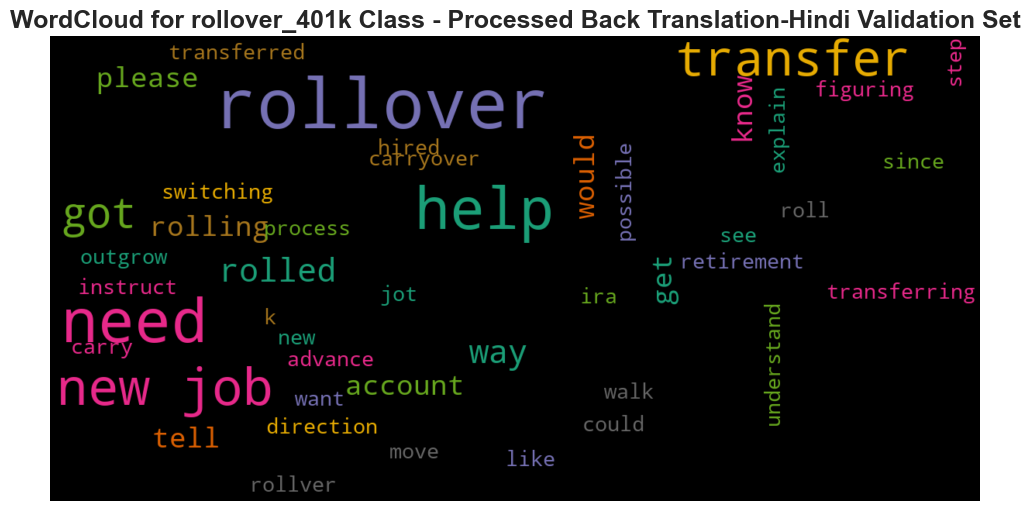 WordCloud for rollover_401k Class - Processed Back Translation-Hindi Validation Set
transferred
transfer
step
please
rollover
know
figuring
explain
hired
carryover
would
possible
since
switching
help
got
rolling
process
roll
see
outgrow
rolled
get
retirement
instruct
jot
ira
transferring
need
k
new
understand
carry
advance
way
new job
want
account
walk
direction
could
tell
move
like
rollver